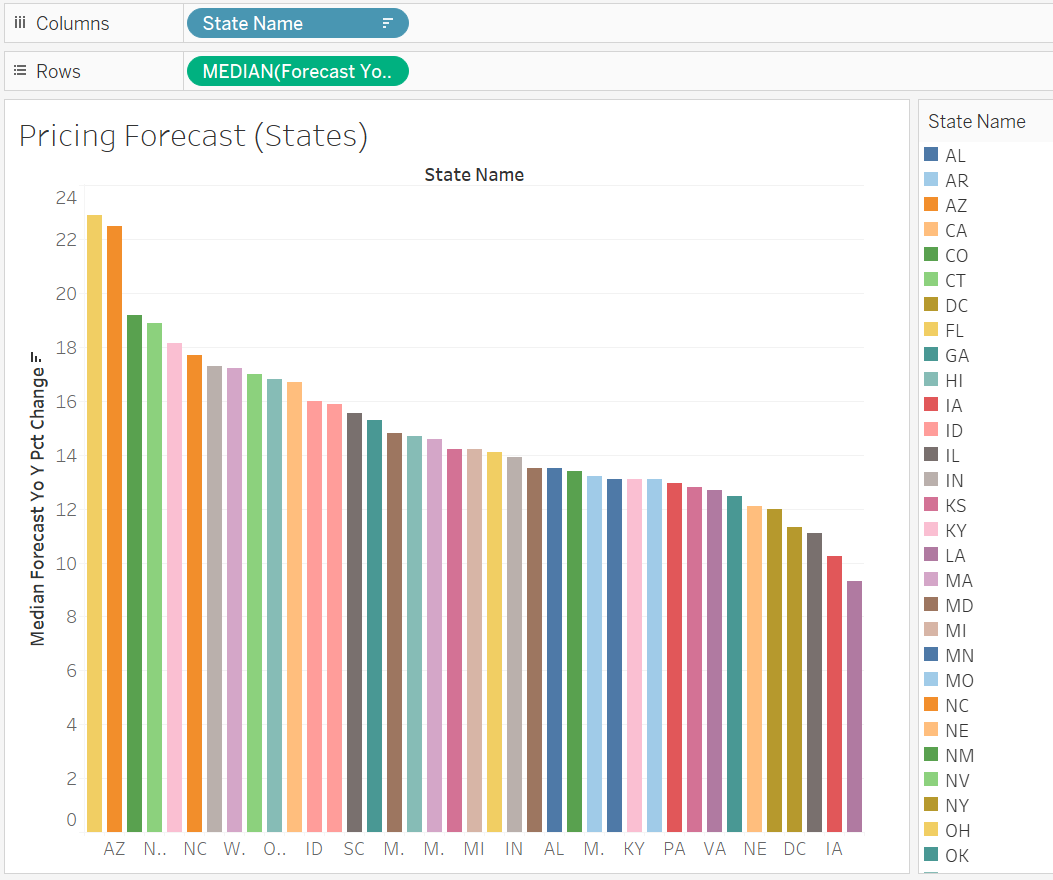 Columns
State Name
Rows
MEDIAN(Forecast Yo..
Pricing Forecast (States)
State Name
Median Forecast Yo Y Pct Change
24
22
20
18
16
14
12
10
8
6
4
2
0
AZ N.. NC W. O.. ID SC M. M. MI IN AL M. KY PA VA NE DC IA
State Name
AL
AR
AZ
CA
CO
CT
DC
FL
GA
HI
IA
ID
IL
IN
KS
KY
LA
MA
MD
MI
MN
MO
NC
NE
NM
NV
NY
OH
OK